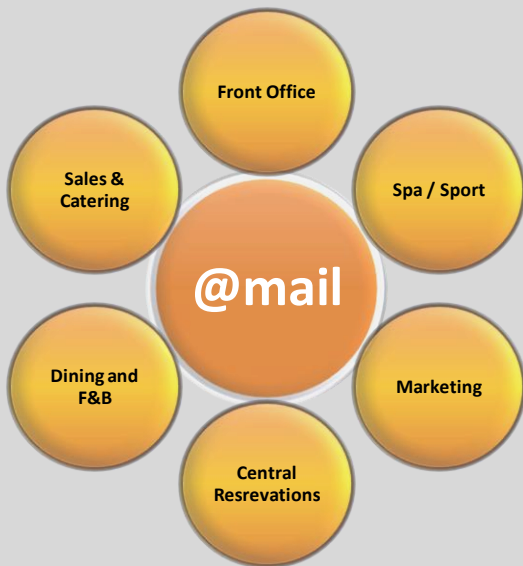 Front Office
Sales &
Catering
Spa / Sport
@mail
Dining and
F&B
Marketing
Central
Resrevations